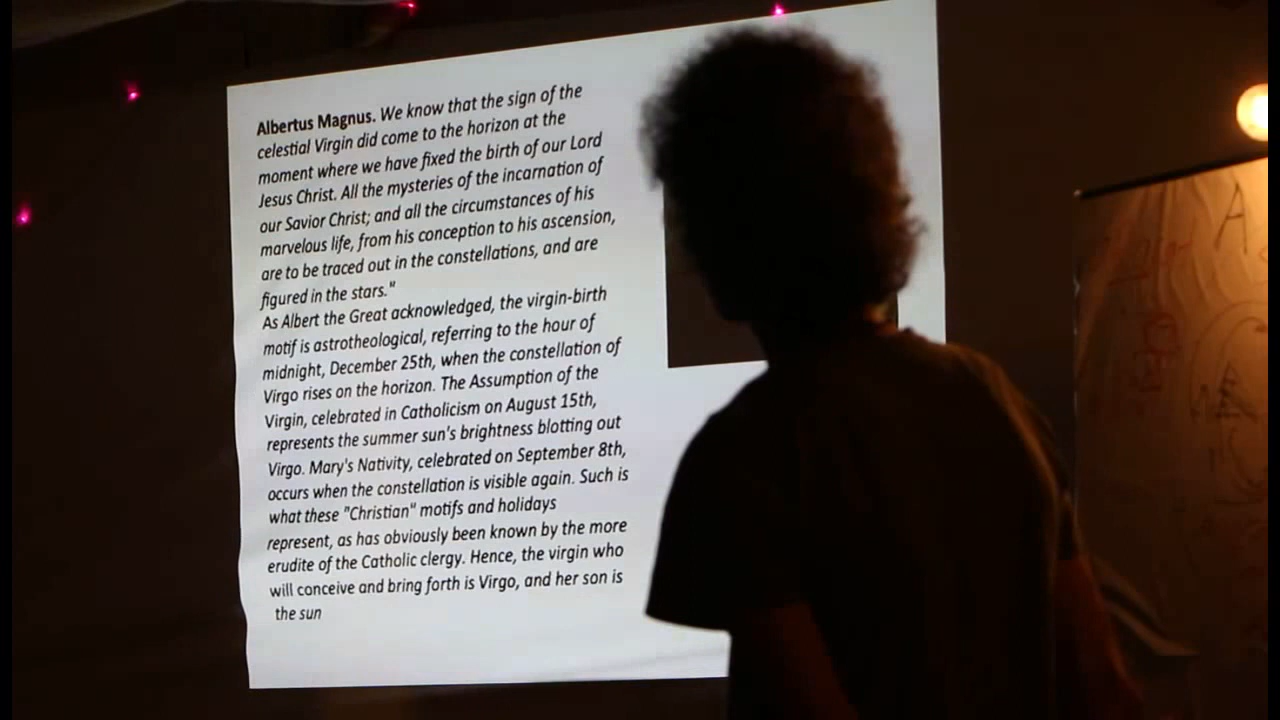 Albertus Magnus. We know that the sign of the
celestial Virgin did come to the horizon at the
moment where we have fixed the birth of our Lord
Jesus Christ. All the mysteries of the incarnation of
our Savior Christ; and all the circumstances of his
marvelous life, from his conception to his ascension,
are to be traced out in the constellations, and are
figured in the stars."
As Albert the Great acknowledged, the virgin-birth
motif is astrotheological, referring to the hour of
midnight, December 25th, when the constellation of
Virgo rises on the horizon. The Assumption of the
Virgin, celebrated in Catholicism on August 15th,
represents the summer sun's brightness blotting out
Virgo. Mary's Nativity, celebrated on September 8th,
occurs when the constellation is visible again. Such is
what these "Christian" motifs and holidays
represent, as has obviously been known by the more
erudite of the Catholic clergy. Hence, the virgin who
will conceive and bring forth is Virgo, and her son is
the sun
A